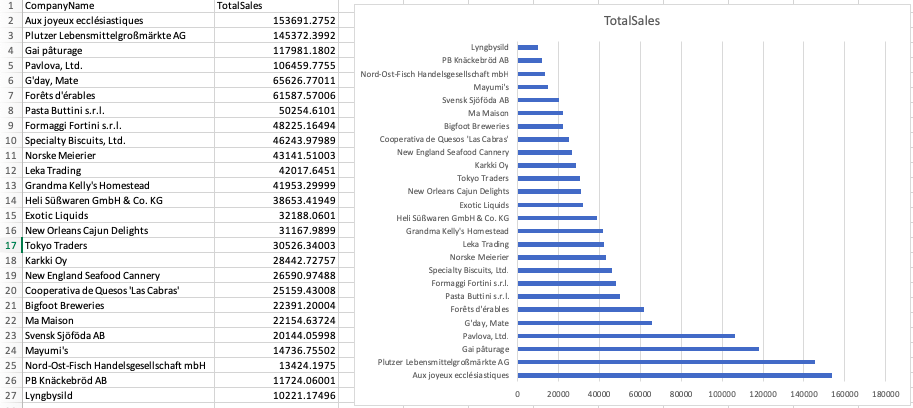 1 CompanyName TotalSales
2 Aux joyeux ecclésiastiques 153691.2752
3 Plutzer Lebensmittelgroßmärkte AG 145372.3992
4 Gai pâturage 117981.1802
5 Pavlova, Ltd. 106459.7755
6 G'day, Mate 65626.77011
7 Forêts d'érables 61587.57006
8 Pasta Buttini s.r.l. 50254.6101
9 Formaggi Fortini s.r.l. 48225.16494
10 Specialty Biscuits, Ltd. 46243.97989
11 Norske Meierier 43141.51003
12 Leka Trading 42017.6451
13 Grandma Kelly's Homestead 41953.29999
14 Heli Süßwaren GmbH & Co. KG 38653.41949
15 Exotic Liquids 32188.0601
16 New Orleans Cajun Delights 31167.9899
17 Tokyo Traders 30526.34003
18 Karkki Oy 28442.72757
19 New England Seafood Cannery 26590.97488
20 Cooperativa de Quesos 'Las Cabras' 25159.43008
21 Bigfoot Breweries 22391.20004
22 Ma Maison 22154.63724
23 Svensk Sjöföda AB 20144.05998
24 Mayumi's 14736.75502
25 Nord-Ost-Fisch Handelsgesellschaft mbH 13424.1975
26 PB Knäckebröd AB 11724.06001
27 Lyngbysild 10221.17496
TotalSales
Lyngbysild
PB Knäckebröd AB
Nord-Ost-Fisch Handelsgesellschaft mbH
Mayumi's
Svensk Sjöföda AB
Ma Maison
Bigfoot Breweries
Cooperativa de Quesos 'Las Cabras'
New England Seafood Cannery
Karkki Oy
Tokyo Traders
New Orleans Cajun Delights
Exotic Liquids
Heli Süßwaren GmbH & Co. KG
Grandma Kelly's Homestead
Leka Trading
Norske Meierier
Specialty Biscuits, Ltd.
Formaggi Fortini s.r.l.
Pasta Buttini s.r.l.
Forêts d'érables
G'day, Mate
Pavlova, Ltd.
Gai pâturage
Plutzer Lebensmittelgroßmärkte AG
Aux joyeux ecclésiastiques
0 20000 40000 60000 80000 100000 120000 140000 160000 180000